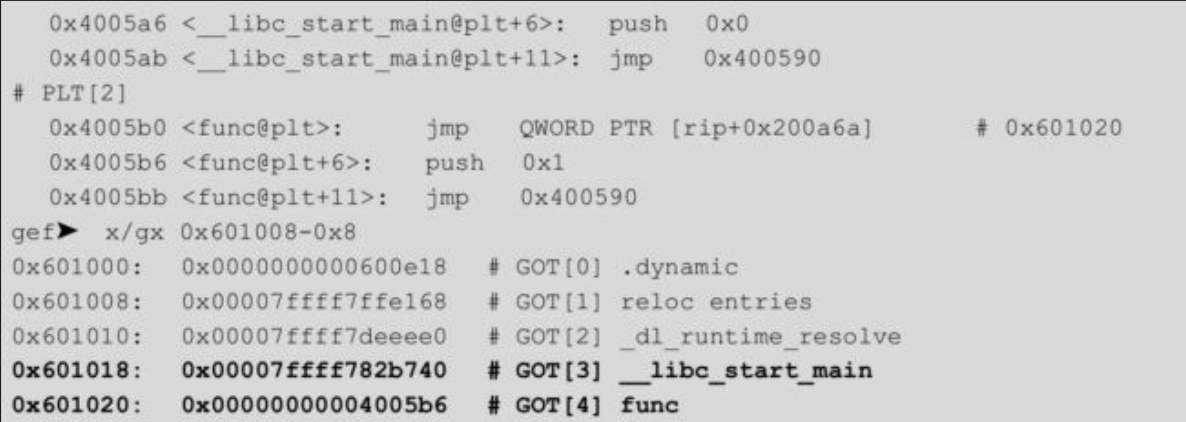 0x4005a6 <__libc_start_main@plt+6>: push 0x0
0x4005ab <__libc_start_main@plt+11>: jmp 0x400590
# PLT[2]
0x4005b0 <func@plt>: jmp QWORD PTR [rip+0x200a6a] # 0x601020
0x4005b6 <func@plt+6>: push 0x1
0x4005bb <func@plt+11>: jmp 0x400590
gef➤ x/gx 0x601008-0x8
0x601000: 0x0000000000600e18 # GOT[0] .dynamic
0x601008: 0x00007ffff7ffe168 # GOT[1] reloc entries
0x601010: 0x00007ffff7deeee0 # GOT[2] _dl_runtime_resolve
0x601018: 0x00007ffff782b740 # GOT[3] __libc_start_main
0x601020: 0x00000000004005b6 # GOT[4] func